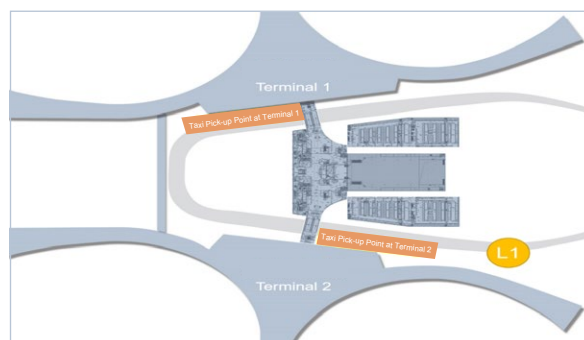 Terminal 1
Taxi Pick-up Point at Terminal 1
Taxi Pick-up Point at Terminal 2
L1
Terminal 2